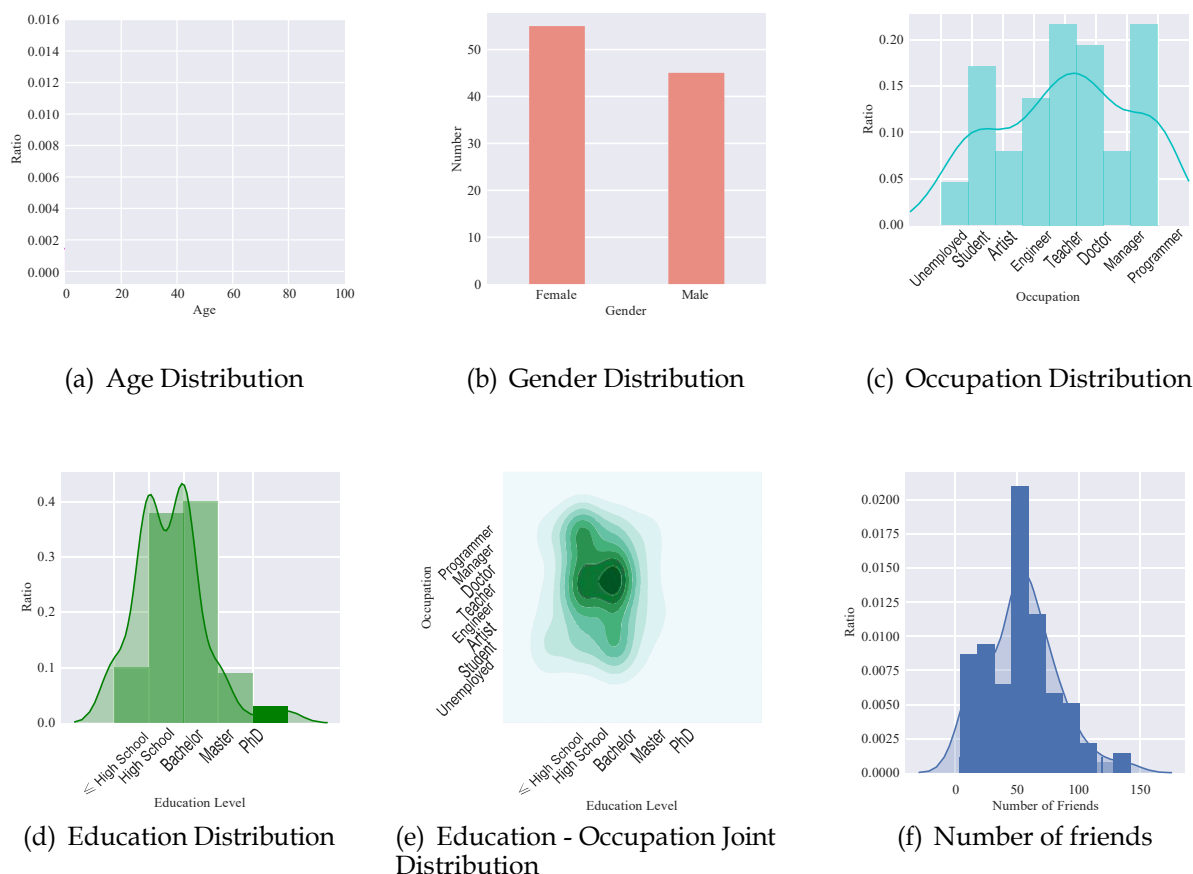 0.016
0.014
0.012
0.010
0.008
0.006
0.004
0.002
0.000
Ratio
0 20 40 60 80 100
Age
(a) Age Distribution
50
40
30
20
10
0
Number
Female Male
Gender
(b) Gender Distribution
0.20
0.15
0.10
0.05
0.00
Ratio
Unemployed
Student
Artist
Engineer
Teacher
Doctor
Manager
Programmer
Occupation
(c) Occupation Distribution
0.4
0.3
0.4
0.1
0.0
Ratio
≤ High School
High School
Bachelor
Master
PhD
Education Level
(d) Education Distribution
Programmer
Manager
Doctor
Teacher
Engineer
Artist
Student
Unemployed
Occupation
≤ High School
High School
Bachelor
Master
PhD
Education Level
(e) Education - Occupation Joint
Distribution
0.0200
0.0175
0.0150
0.0125
0.0100
0.0075
0.0050
0.0025
0.0000
Ratio
0 50 100 150
Number of Friends
(f) Number of friends